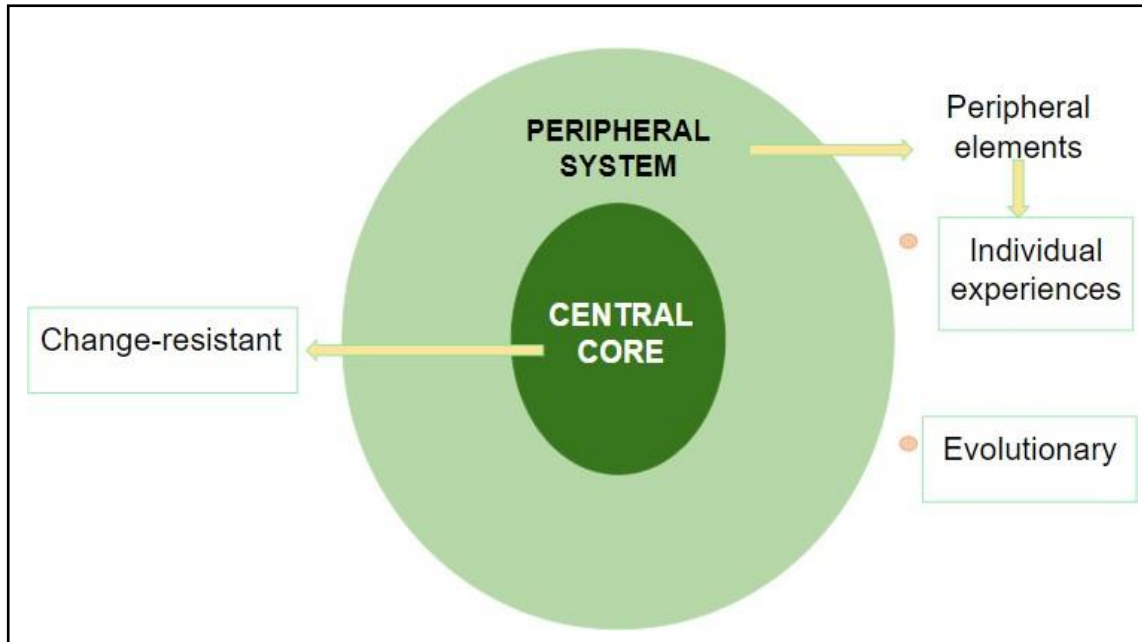 PERIPHERAL
SYSTEM
Peripheral
elements
Individual
experiences
CENTRAL
CORE
Change-resistant
Evolutionary